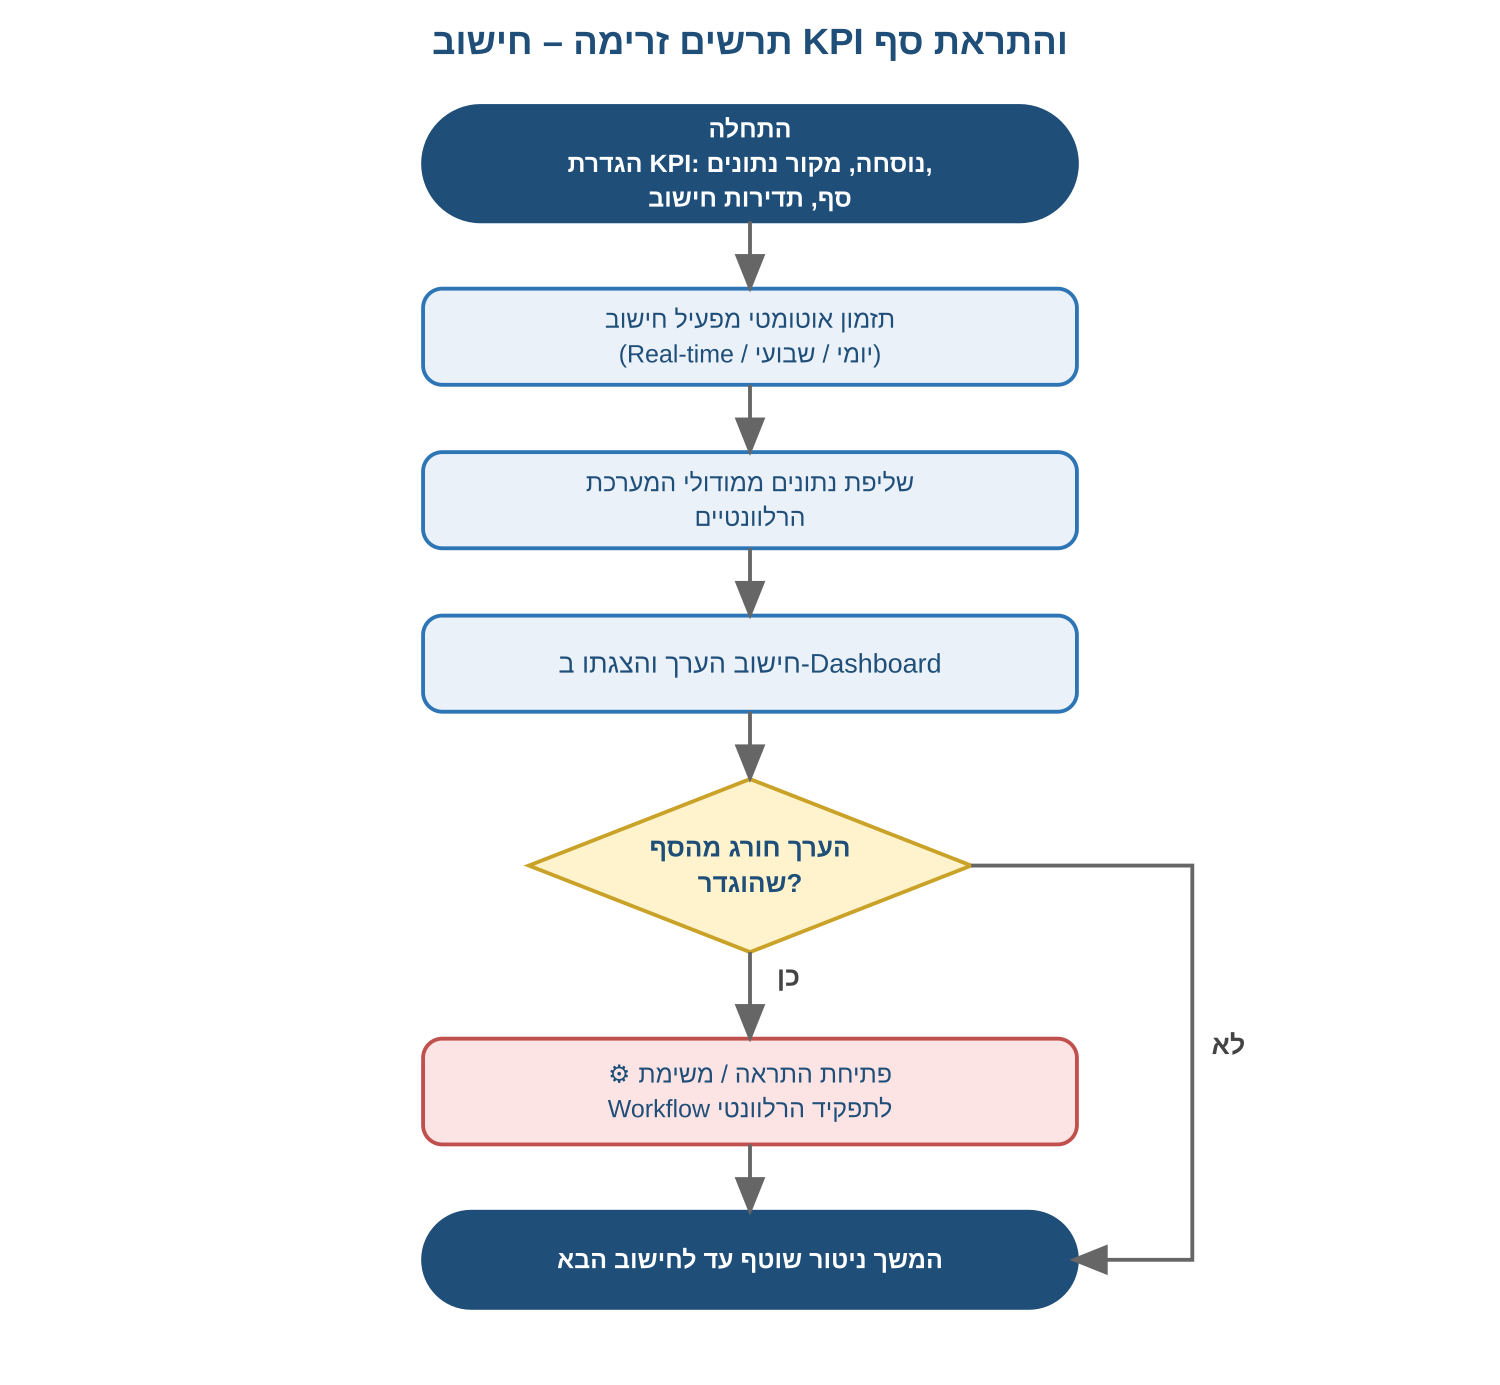 תרשים זרימה – חישוב KPI והתראת סף
התחלה
הגדרת KPI: נוסחה, מקור נתונים,
סף, תדירות חישוב
תזמון אוטומטי מפעיל חישוב
(Real-time / יומי / שבועי)
שליפת נתונים ממודולי המערכת
הרלוונטיים
חישוב הערך והצגתו ב-Dashboard
הערך חורג מהסף
שהוגדר?
כן
לא
⚙ פתיחת התראה / משימת
Workflow לתפקיד הרלוונטי
המשך ניטור שוטף עד לחישוב הבא